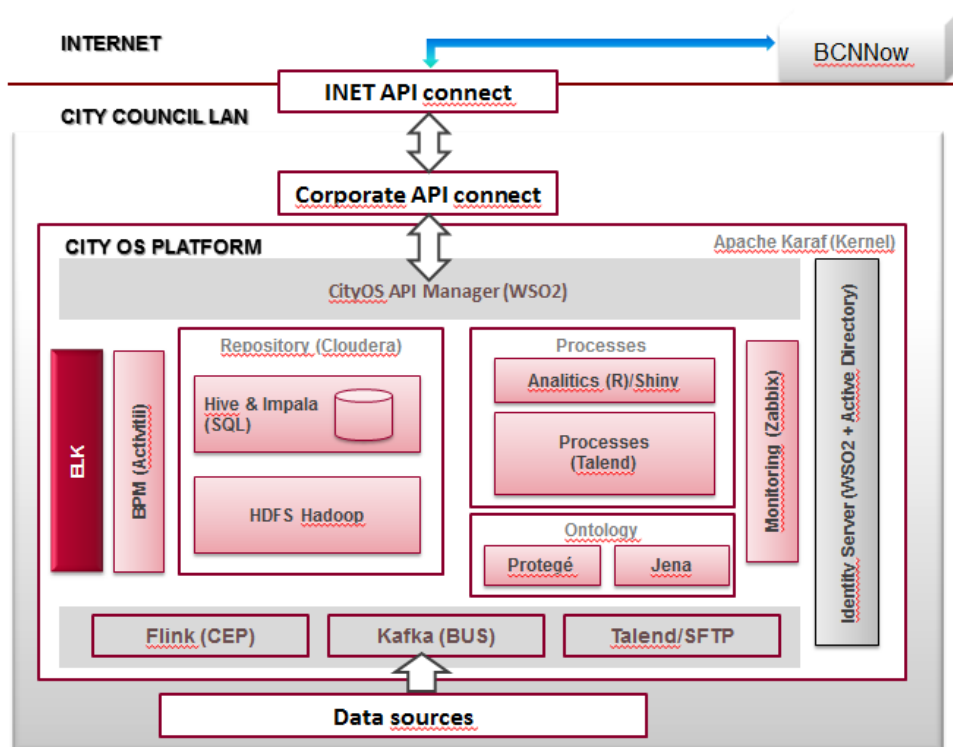 INTERNET
BCNNow
INET API connect
CITY COUNCIL LAN
Corporate API connect
CITY OS PLATFORM
Apache Karaf (Kernel)
CityOS API Manager (WSO2)
ELK
BPM (Activitii)
Repository (Cloudera)
Hive & Impala
(SQL)
HDFS Hadoop
Processes
Analitics (R)/Shinv
Processes
(Talend)
Ontology
Protegé
Jena
Monitoring (Zabbix)
Identity Server (WSO2 + Active Directory)
Flink (CEP)
Kafka (BUS)
Talend/SFTP
Data sources